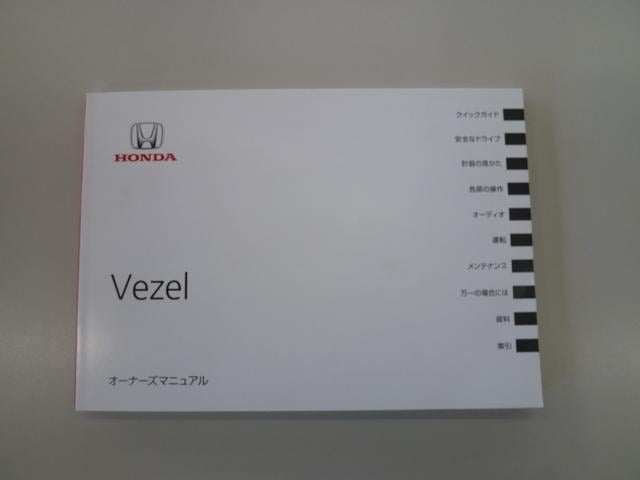 HONDA
Vezel
オーナーズマニュアル
クイックガイド
安全なドライブ
計器の見かた
各部の操作
オーディオ
運転
メンテナンス
万一の場合には
資料
索引